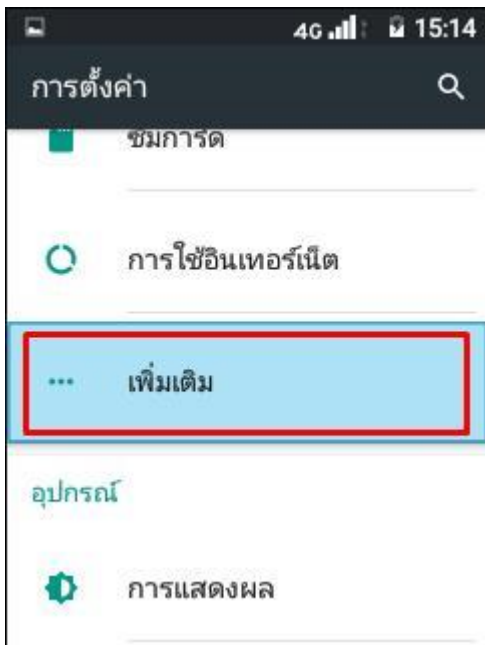 4G 15:14
การตั้งค่า
ซิมการ์ด
การใช้อินเทอร์เน็ต
เพิ่มเติม
อุปกรณ์
การแสดงผล